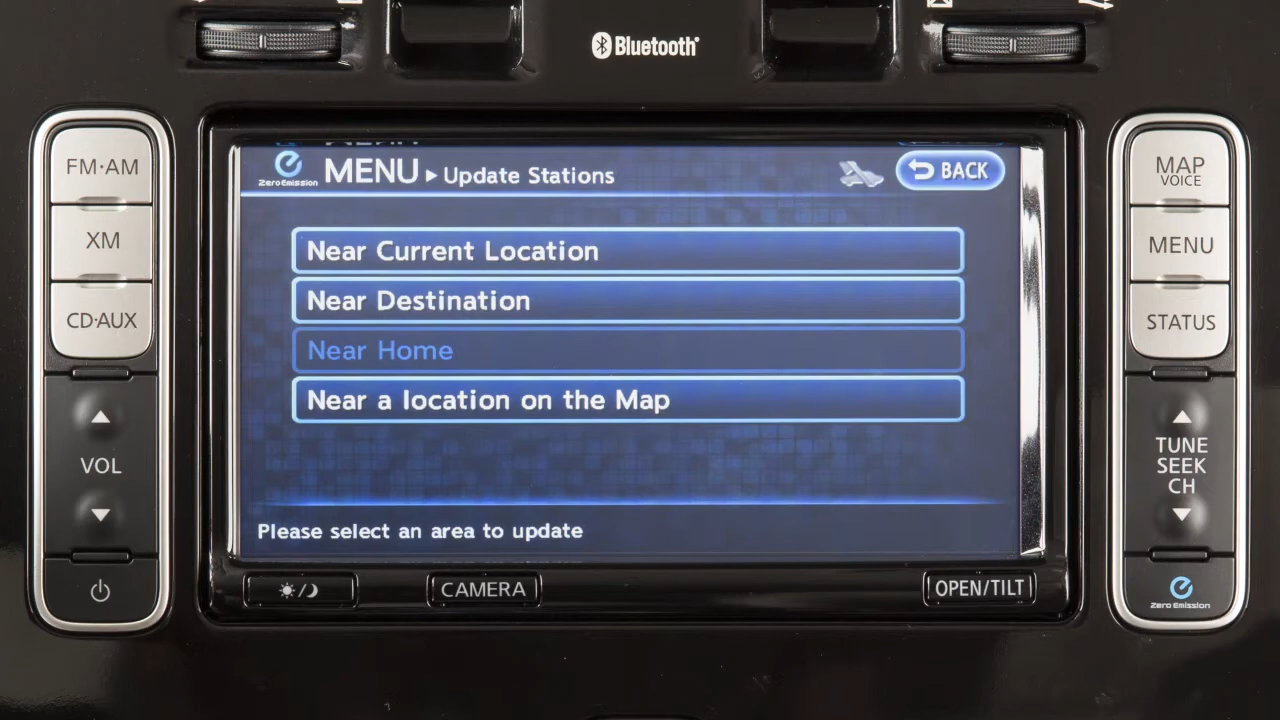 Bluetooth
FM·AM
XM
CD·AUX
VOL
Zero Emission
MENU ▸ Update Stations
BACK
Near Current Location
Near Destination
Near Home
Near a location on the Map
Please select an area to update
CAMERA
OPEN/TILT
MAP
VOICE
MENU
STATUS
TUNE
SEEK
CH
Zero Emission